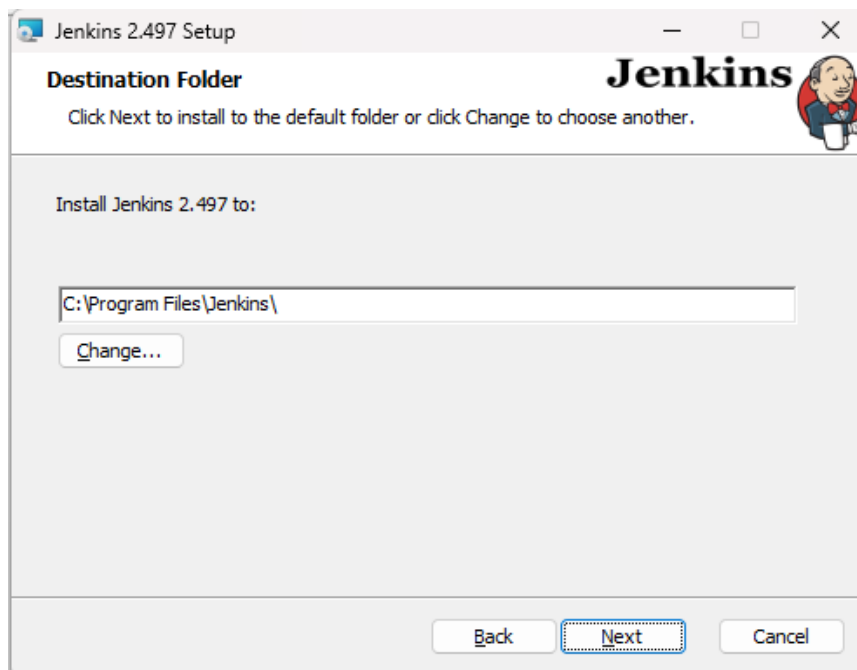 Jenkins 2.497 Setup
Destination Folder
Jenkins
Click Next to install to the default folder or click Change to choose another.
Install Jenkins 2.497 to:
C:\Program Files\Jenkins\
Change...
Back
Next
Cancel